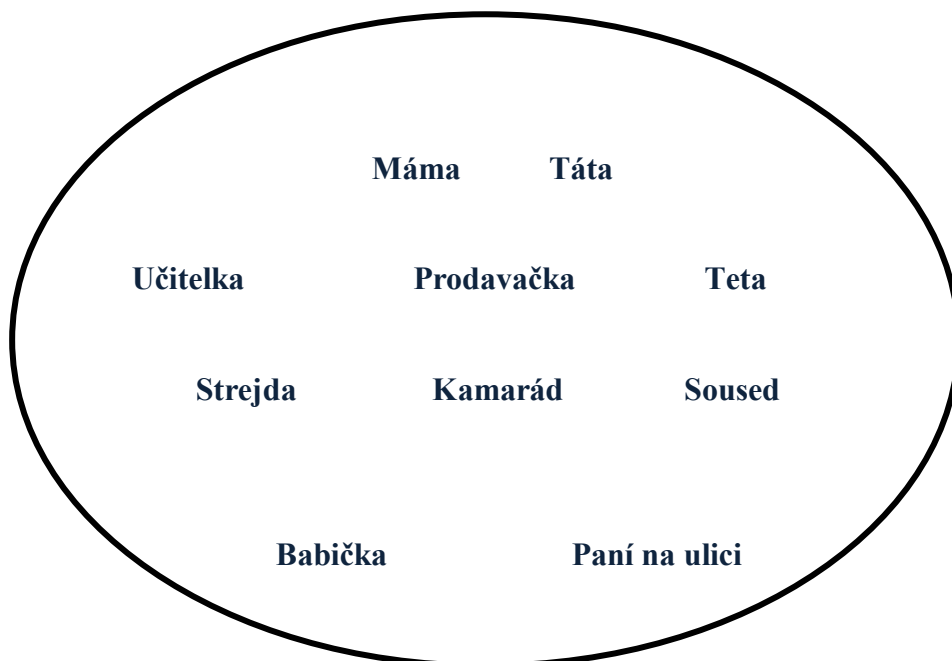 Máma Táta
Učitelka Prodavačka Teta
Strejda Kamarád Soused
Babička Paní na ulici